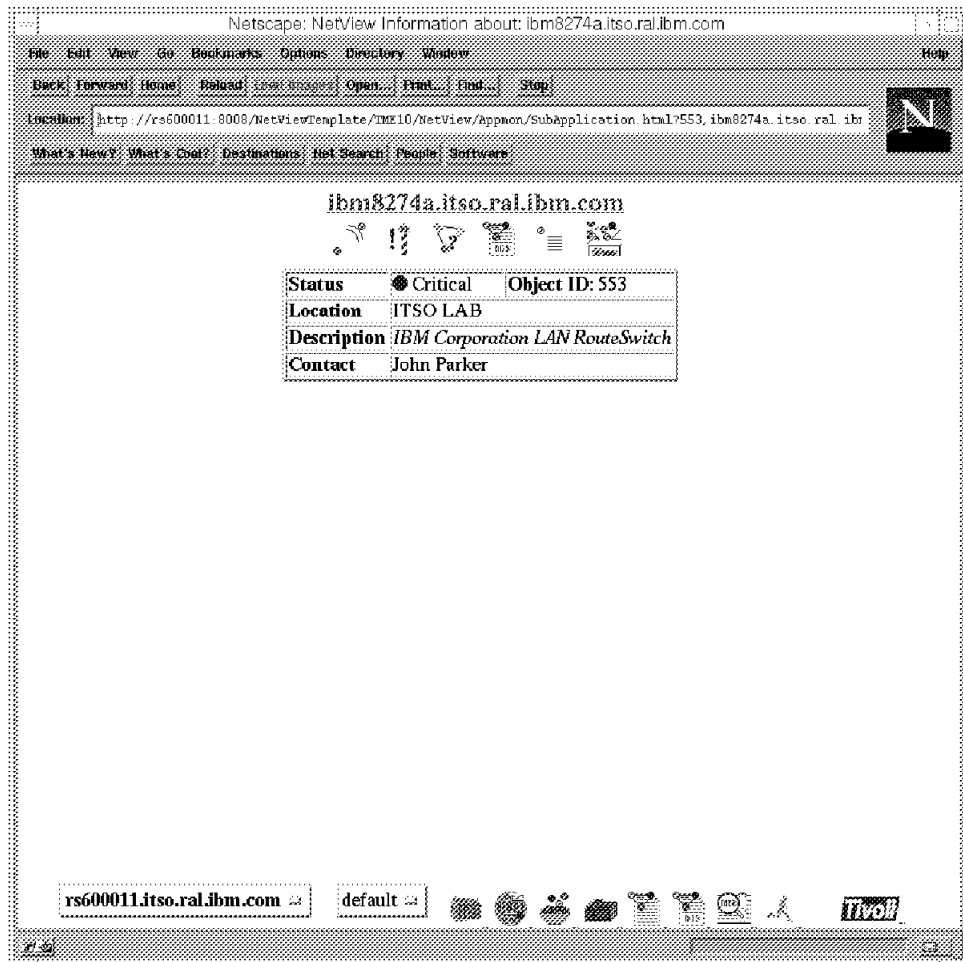 Netscape: NetView Information about: ibm8274a.itso.ral.ibm.com
File Edit View Go Bookmarks Options Directory Window Help
Back Forward Home Reload Load Images Open... Print... Find... Stop
Location: http://rs600011:8008/NetViewTemplate/TME10/NetView/Appmon/SubApplication.html?553,ibm8274a.itso.ral.ibr
What's New? What's Cool? Destinations Net Search People Software
N
ibm8274a.itso.ral.ibm.com
Status Critical Object ID: 553
Location ITSO LAB
Description IBM Corporation LAN RouteSwitch
Contact John Parker
rs600011.itso.ral.ibm.com default Tivoli